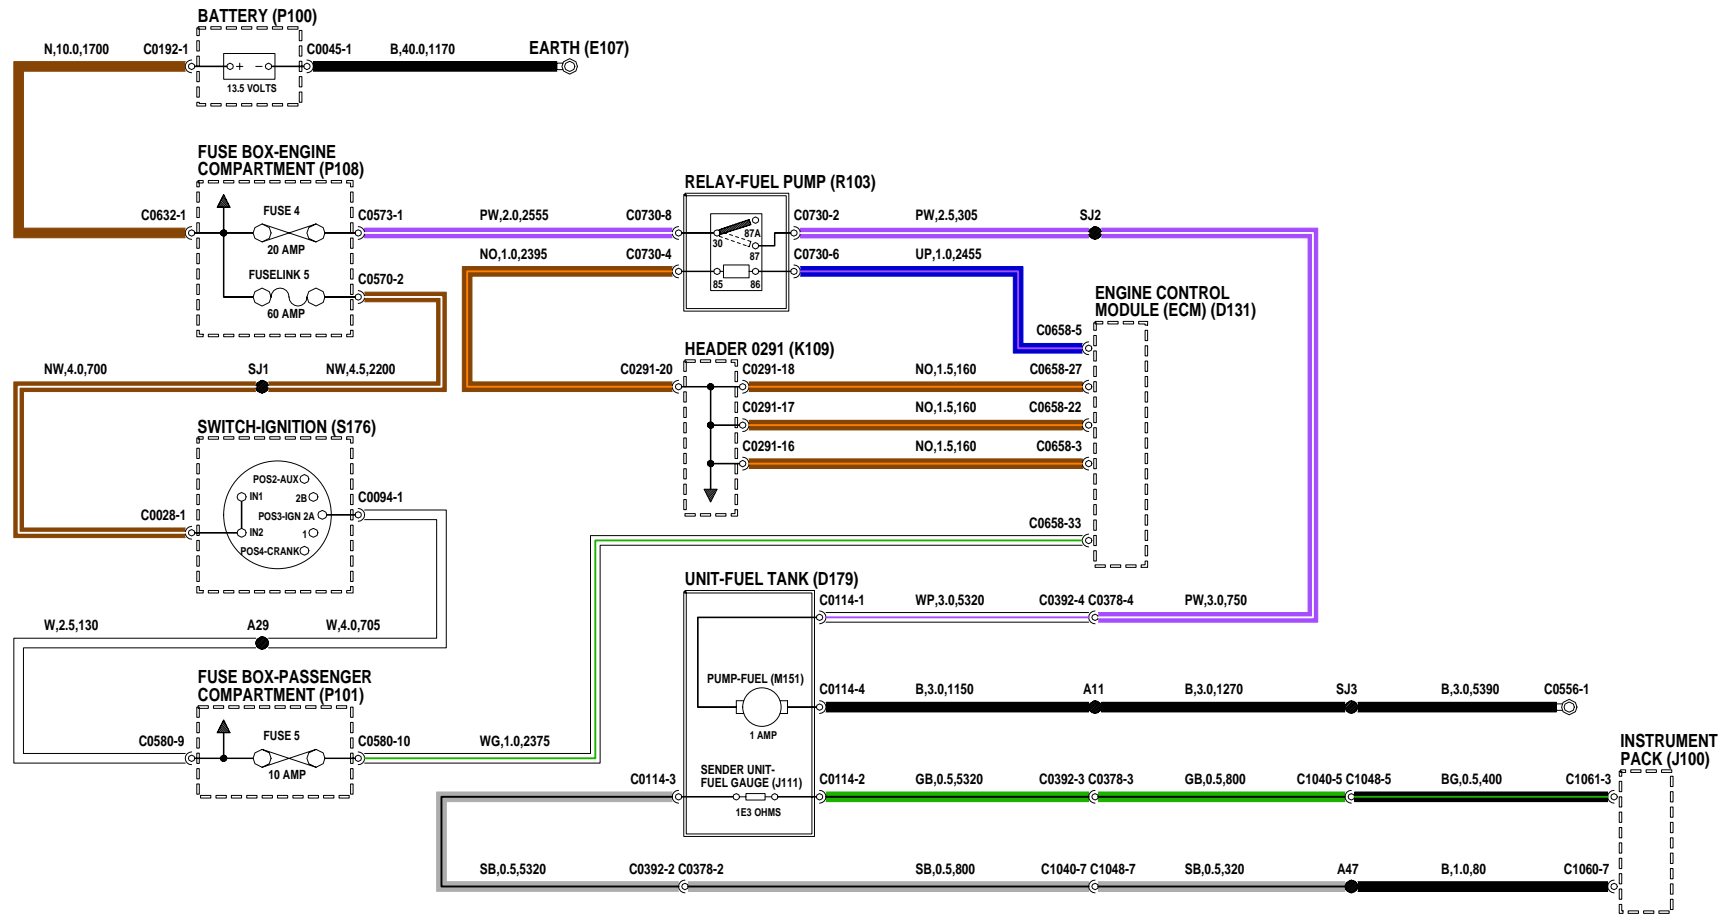 BATTERY (P100)
N,10.0,1700
C0192-1
C0045-1
B,40.0,1170
EARTH (E107)
+ −
13.5 VOLTS
FUSE BOX-ENGINE
COMPARTMENT (P108)
C0632-1
FUSE 4
20 AMP
C0573-1
FUSELINK 5
60 AMP
C0570-2
PW,2.0,2555
C0730-8
RELAY-FUEL PUMP (R103)
30
87A
87
85
86
C0730-2
PW,2.5,305
SJ2
NO,1.0,2395
C0730-4
C0730-6
UP,1.0,2455
ENGINE CONTROL
MODULE (ECM) (D131)
C0658-5
NW,4.0,700
SJ1
NW,4.5,2200
HEADER 0291 (K109)
C0291-20
C0291-18
NO,1.5,160
C0658-27
C0291-17
NO,1.5,160
C0658-22
C0291-16
NO,1.5,160
C0658-3
C0658-33
SWITCH-IGNITION (S176)
C0028-1
POS2-AUX
IN1
2B
POS3-IGN 2A
IN2
1
POS4-CRANK
C0094-1
W,2.5,130
A29
W,4.0,705
FUSE BOX-PASSENGER
COMPARTMENT (P101)
C0580-9
FUSE 5
10 AMP
C0580-10
WG,1.0,2375
UNIT-FUEL TANK (D179)
C0114-1
WP,3.0,5320
C0392-4 C0378-4
PW,3.0,750
PUMP-FUEL (M151)
1 AMP
C0114-4
B,3.0,1150
A11
B,3.0,1270
SJ3
B,3.0,5390
C0556-1
INSTRUMENT
PACK (J100)
C0114-3
SENDER UNIT-
FUEL GAUGE (J111)
1E3 OHMS
C0114-2
GB,0.5,5320
C0392-3 C0378-3
GB,0.5,800
C1040-5 C1048-5
BG,0.5,400
C1061-3
SB,0.5,5320
C0392-2 C0378-2
SB,0.5,800
C1040-7 C1048-7
SB,0.5,320
A47
B,1.0,80
C1060-7